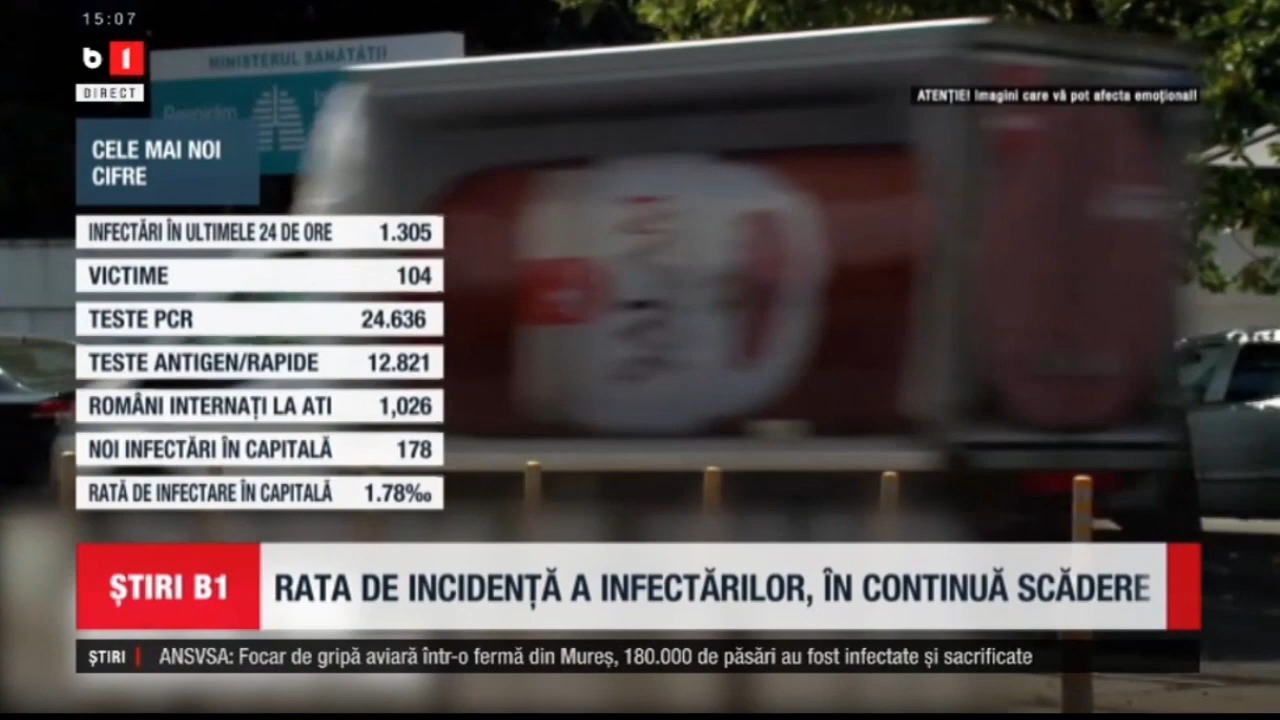 15:07
b 1
DIRECT
MINISTERUL SĂNĂTĂȚII
ATENȚIE! Imagini care vă pot afecta emoțional!
CELE MAI NOI
CIFRE
INFECTĂRI ÎN ULTIMELE 24 DE ORE 1.305
VICTIME 104
TESTE PCR 24.636
TESTE ANTIGEN/RAPIDE 12.821
ROMÂNI INTERNAȚI LA ATI 1,026
NOI INFECTĂRI ÎN CAPITALĂ 178
RATĂ DE INFECTARE ÎN CAPITALĂ 1.78‰
ȘTIRI B1
RATA DE INCIDENȚĂ A INFECTĂRILOR, ÎN CONTINUĂ SCĂDERE
ȘTIRI ANSVSA: Focar de gripă aviară într-o fermă din Mureș, 180.000 de păsări au fost infectate și sacrificate